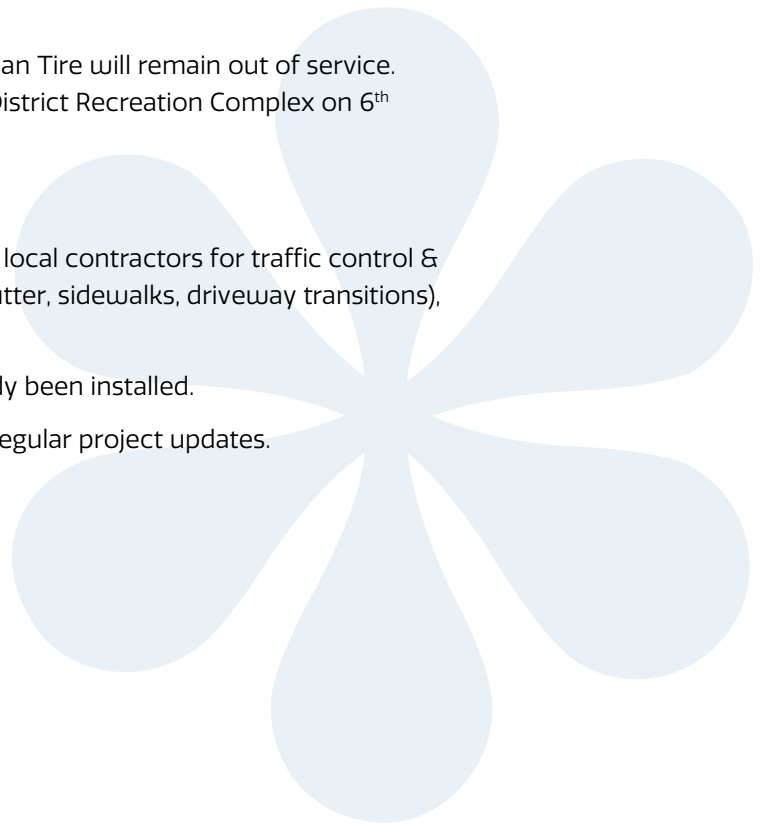 an Tire will remain out of service.
District Recreation Complex on 6th
local contractors for traffic control &
utter, sidewalks, driveway transitions),
ly been installed.
egular project updates.